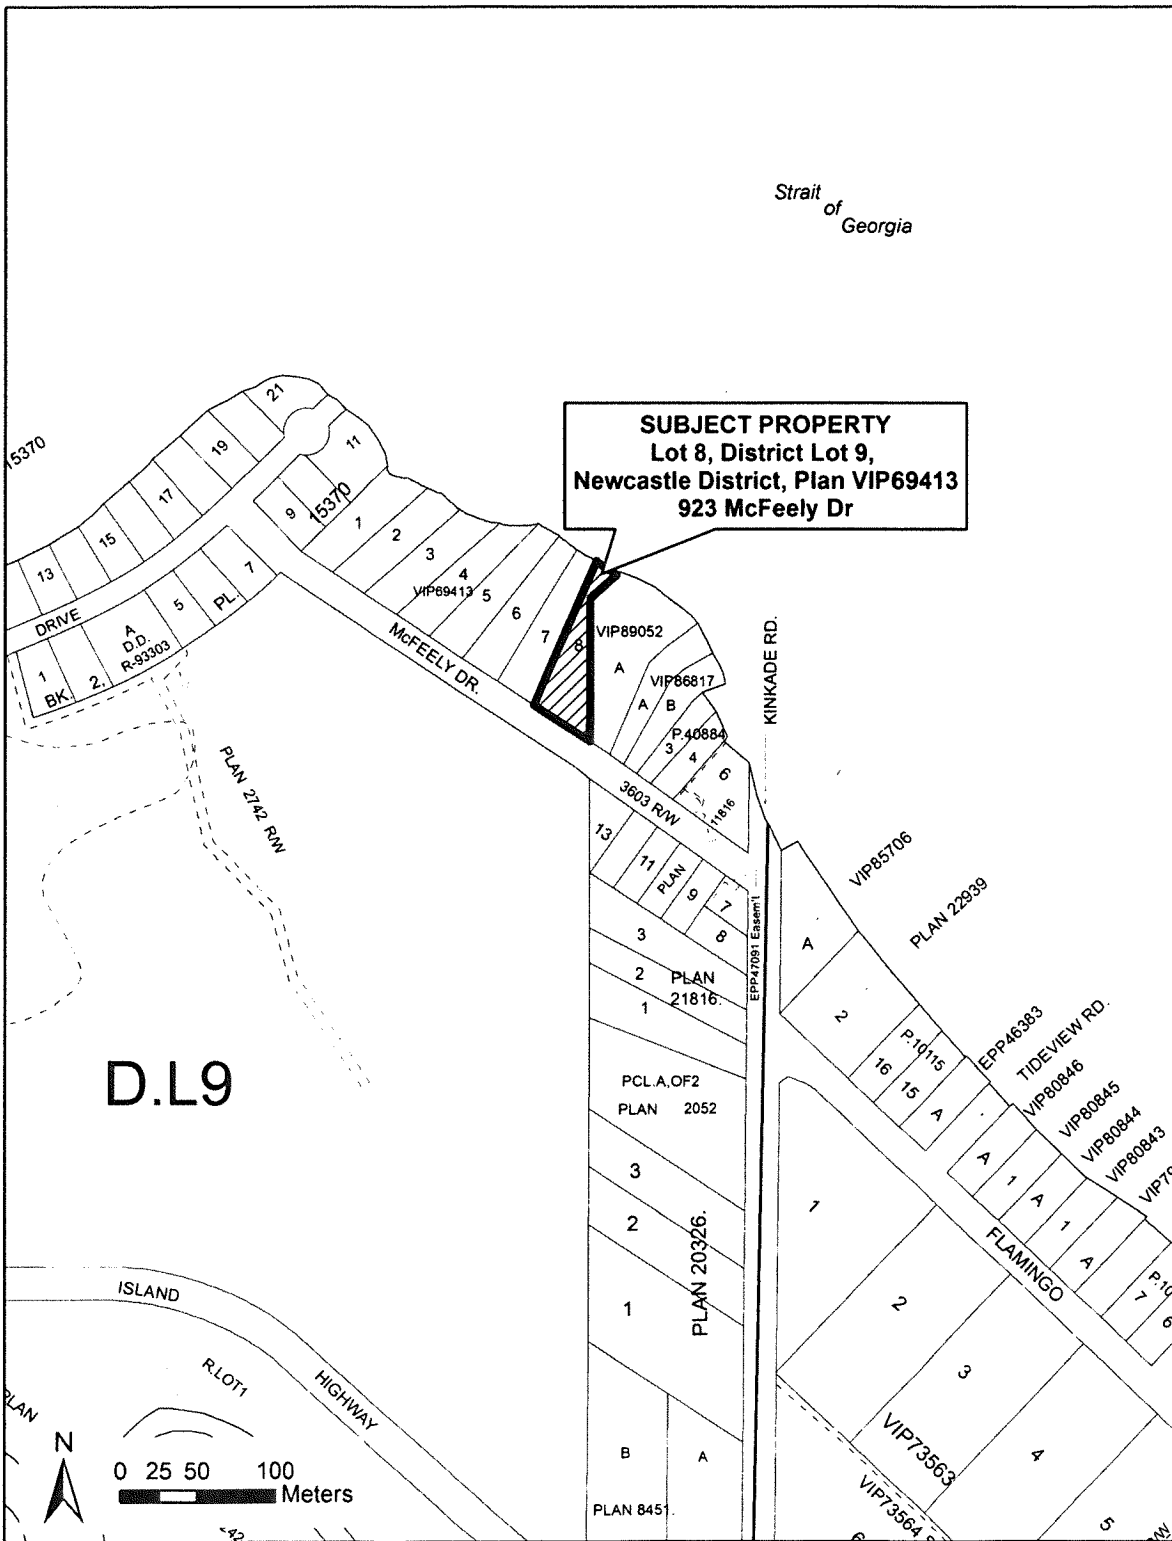 Strait
of
Georgia
SUBJECT PROPERTY
Lot 8, District Lot 9,
Newcastle District, Plan VIP69413
923 McFeely Dr
15370
21
19
17
15
13
11
9
15370
1
2
3
4
VIP69413
5
6
7
8
DRIVE
7
PL.
5
A
D.D.
R-93303
2,
BK.
1
McFEELY DR.
VIP89052
A
VIP86817
A
B
P.40884
3
4
6
11816
KINKADE RD.
3603 R/W
PLAN 2742 R/W
13
11
PLAN
9
7
8
3
2
PLAN
21816.
1
EPP47091 Easem't
A
VIP85706
PLAN 22939
2
P.10115
16
15
A
EPP46383
TIDEVIEW RD.
VIP80846
VIP80845
VIP80844
VIP80843
VIP79
A
1
A
1
A
P.10
7
6
D.L9
PCL.A,OF2
PLAN 2052
3
2
1
PLAN 20326.
1
FLAMINGO
2
3
4
5
VIP73563
VIP73564
6
R/W
ISLAND
HIGHWAY
R.LOT1
PLAN
N
0 25 50 100
Meters
B
A
PLAN 8451.